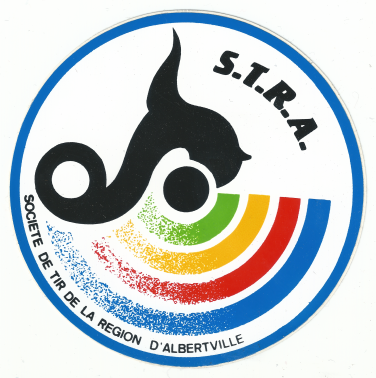 S.T.R.A.
SOCIETE DE TIR DE LA REGION D'ALBERTVILLE